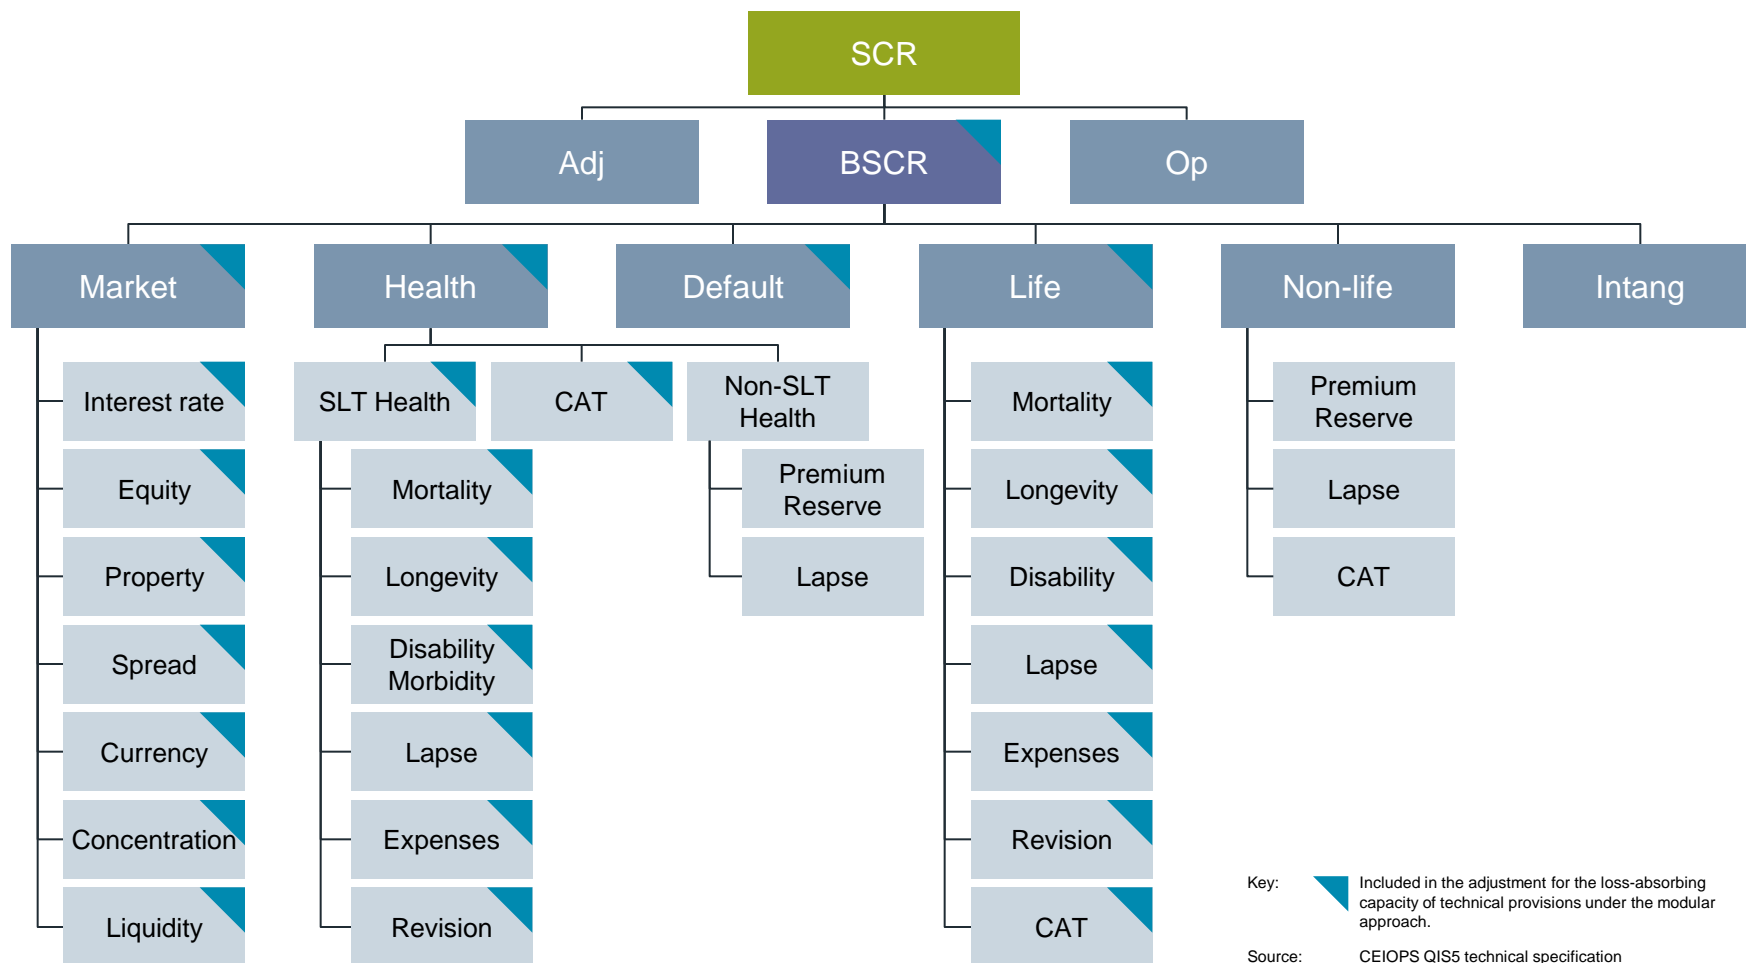 SCR
Adj
BSCR
Op
Market
Health
Default
Life
Non-life
Intang
Interest rate
Equity
Property
Spread
Currency
Concentration
Liquidity
SLT Health
CAT
Non-SLT
Health
Mortality
Longevity
Disability
Morbidity
Lapse
Expenses
Revision
Premium
Reserve
Lapse
Mortality
Longevity
Disability
Lapse
Expenses
Revision
CAT
Premium
Reserve
Lapse
CAT
Key:
Included in the adjustment for the loss-absorbing
capacity of technical provisions under the modular
approach.
Source: CEIOPS QIS5 technical specification